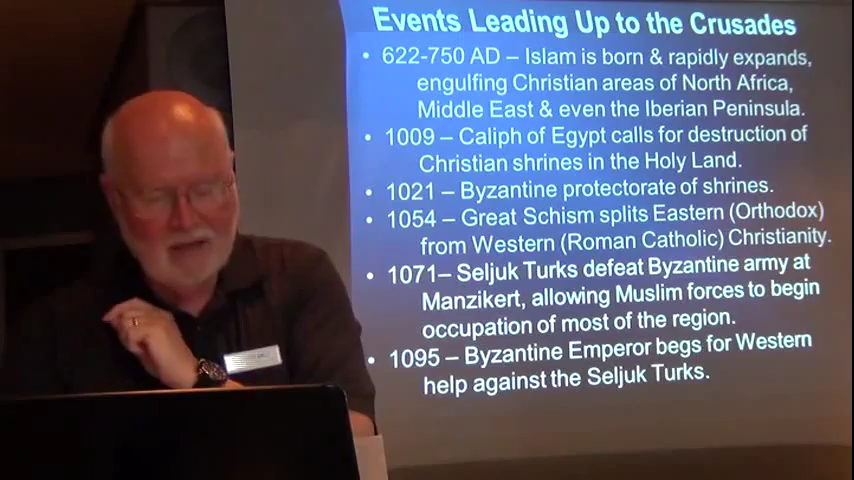 Events Leading Up to the Crusades
• 622-750 AD – Islam is born & rapidly expands,
engulfing Christian areas of North Africa,
Middle East & even the Iberian Peninsula.
• 1009 – Caliph of Egypt calls for destruction of
Christian shrines in the Holy Land.
• 1021 – Byzantine protectorate of shrines.
• 1054 – Great Schism splits Eastern (Orthodox)
from Western (Roman Catholic) Christianity.
• 1071– Seljuk Turks defeat Byzantine army at
Manzikert, allowing Muslim forces to begin
occupation of most of the region.
• 1095 – Byzantine Emperor begs for Western
help against the Seljuk Turks.